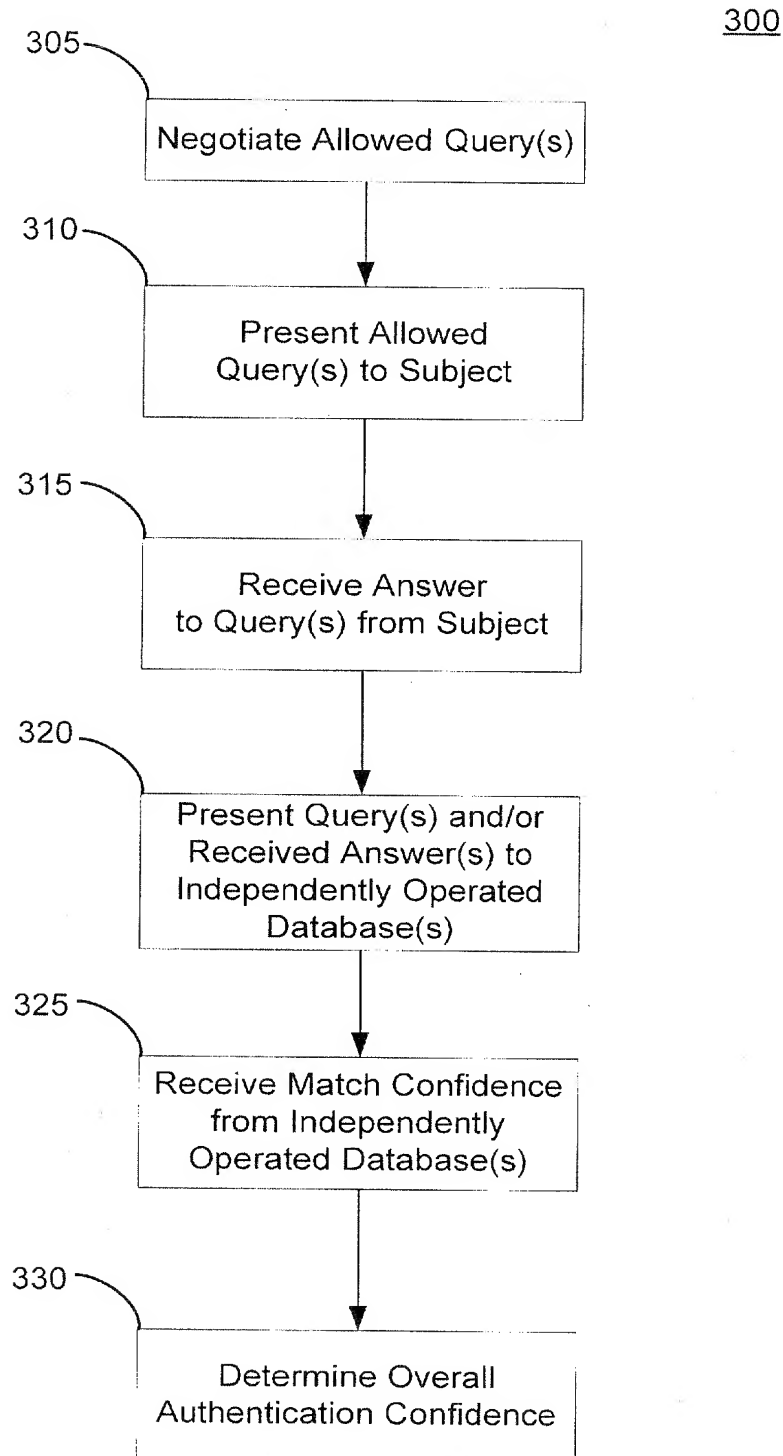 300
305
Negotiate Allowed Query(s)
310
Present Allowed
Query(s) to Subject
315
Receive Answer
to Query(s) from Subject
320
Present Query(s) and/or
Received Answer(s) to
Independently Operated
Database(s)
325
Receive Match Confidence
from Independently
Operated Database(s)
330
Determine Overall
Authentication Confidence